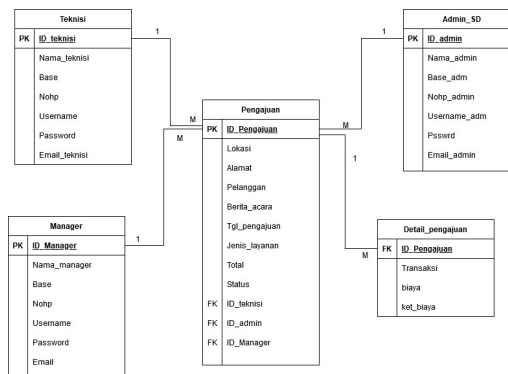 Teknisi
PK ID_teknisi
Nama_teknisi
Base
Nohp
Username
Password
Email_teknisi
1
M
Admin_SD
PK ID_admin
Nama_admin
Base_adm
Nohp_admin
Username_adm
Psswrd
Email_admin
1
M
Pengajuan
PK ID_Pengajuan
Lokasi
Alamat
Pelanggan
Berita_acara
Tgl_pengajuan
Jenis_layanan
Total
Status
FK ID_teknisi
FK ID_admin
FK ID_Manager
Manager
PK ID_Manager
Nama_manager
Base
Nohp
Username
Password
Email
1
M
Detail_pengajuan
FK ID_Pengajuan
Transaksi
biaya
ket_biaya
1
M